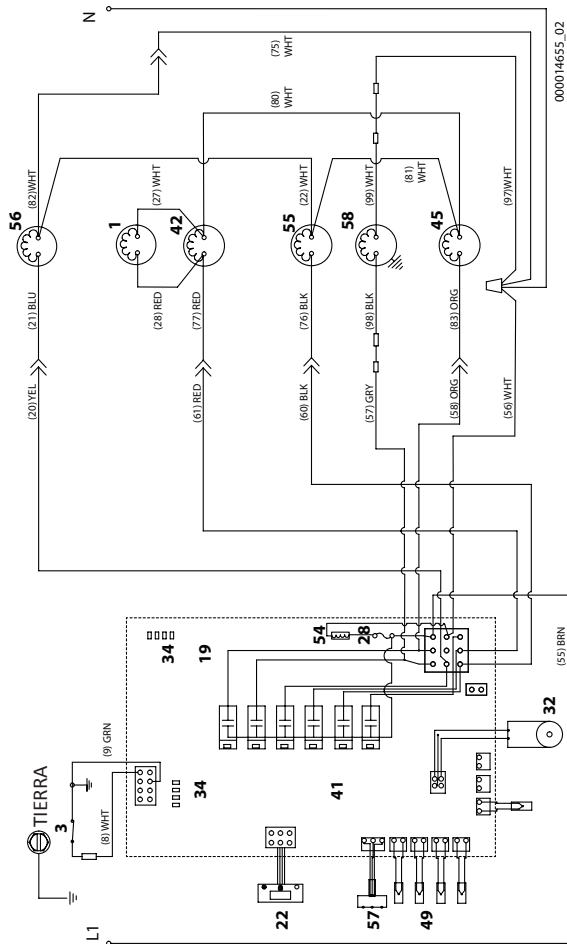 N
(75)
WHT
(80)
WHT
(82)WHT
(27) WHT
(22) WHT
(99) WHT
(81)
WHT
(97)WHT
56
1
42
55
58
45
(21) BLU
(28) RED
(77) RED
(76) BLK
(98) BLK
(83) ORG
(20) YEL
(61) RED
(60) BLK
(57) GRY
(58) ORG
(56) WHT
34
19
54
28
(55) BRN
(9) GRN
34
41
32
TIERRA
3
(8) WHT
22
57
49
L1
000014655_02